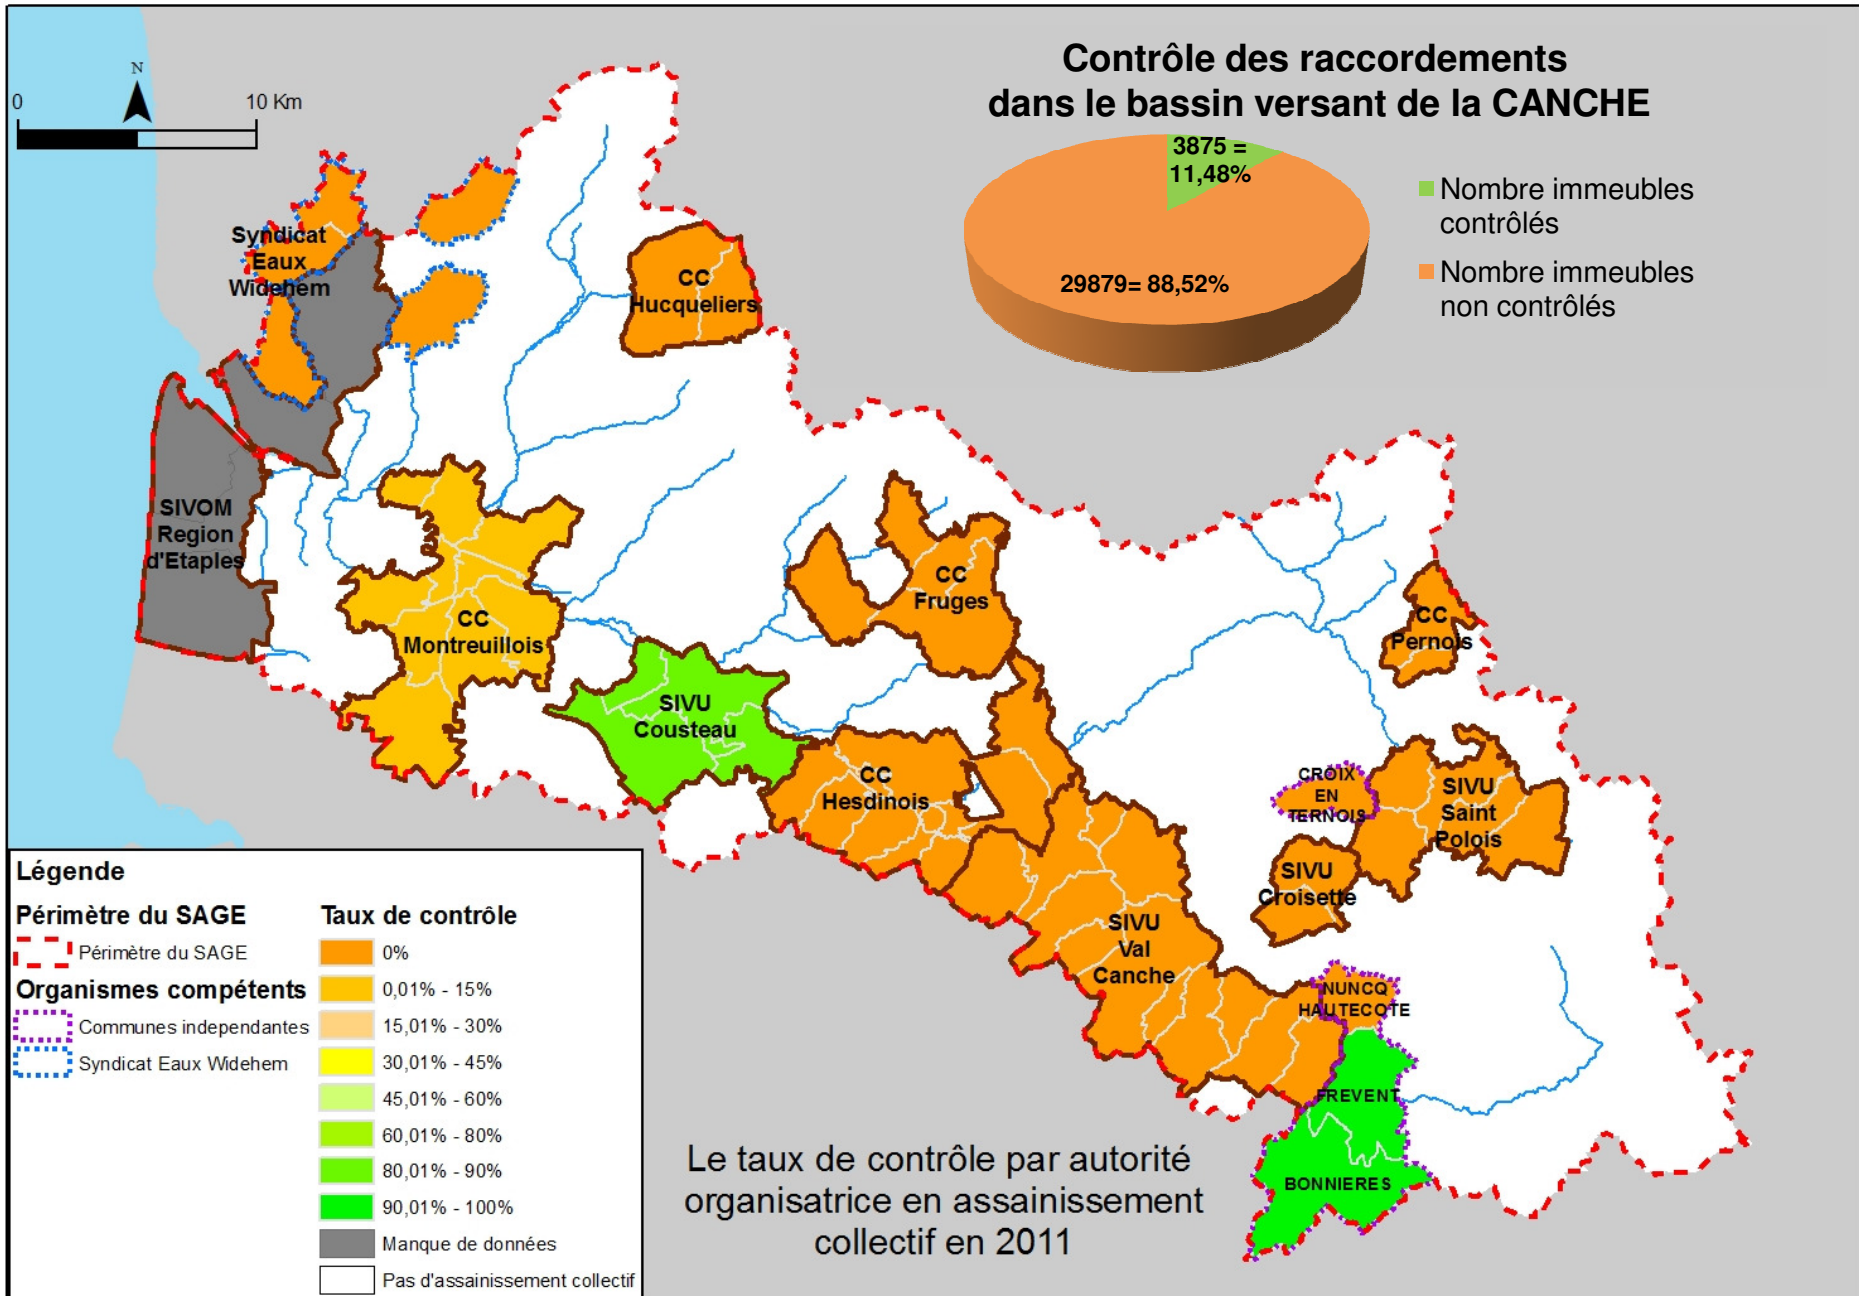 Contrôle des raccordements
dans le bassin versant de la CANCHE
3875 =
11,48%
29879= 88,52%
Nombre immeubles
contrôlés
Nombre immeubles
non contrôlés
N
0
10 Km
Syndicat
Eaux
Widehem
CC
Hucqueliers
SIVOM
Region
d'Etaples
CC
Montreuillois
CC
Fruges
CC
Pernois
SIVU
Cousteau
CC
Hesdinois
CROIX
EN
TERNOIS
SIVU
Saint
Polois
SIVU
Croisette
SIVU
Val
Canche
NUNCQ
HAUTECOTE
FREVENT
BONNIERES
Légende
Périmètre du SAGE
Périmètre du SAGE
Organismes compétents
Communes independantes
Syndicat Eaux Widehem
Taux de contrôle
0%
0,01% - 15%
15,01% - 30%
30,01% - 45%
45,01% - 60%
60,01% - 80%
80,01% - 90%
90,01% - 100%
Manque de données
Pas d'assainissement collectif
Le taux de contrôle par autorité
organisatrice en assainissement
collectif en 2011